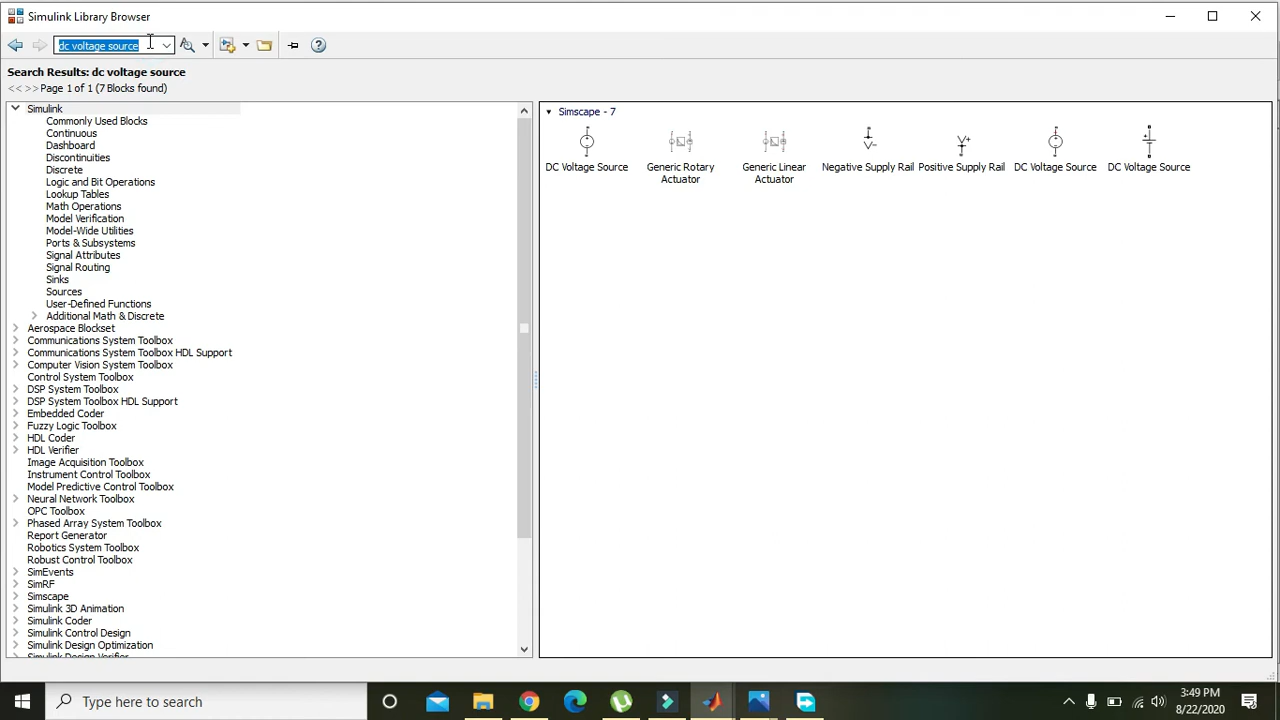 Simulink Library Browser
dc voltage source
Search Results: dc voltage source
<< >> Page 1 of 1 (7 Blocks found)
Simulink
Commonly Used Blocks
Continuous
Dashboard
Discontinuities
Discrete
Logic and Bit Operations
Lookup Tables
Math Operations
Model Verification
Model-Wide Utilities
Ports & Subsystems
Signal Attributes
Signal Routing
Sinks
Sources
User-Defined Functions
Additional Math & Discrete
Aerospace Blockset
Communications System Toolbox
Communications System Toolbox HDL Support
Computer Vision System Toolbox
Control System Toolbox
DSP System Toolbox
DSP System Toolbox HDL Support
Embedded Coder
Fuzzy Logic Toolbox
HDL Coder
HDL Verifier
Image Acquisition Toolbox
Instrument Control Toolbox
Model Predictive Control Toolbox
Neural Network Toolbox
OPC Toolbox
Phased Array System Toolbox
Report Generator
Robotics System Toolbox
Robust Control Toolbox
SimEvents
SimRF
Simscape
Simulink 3D Animation
Simulink Coder
Simulink Control Design
Simulink Design Optimization
Simulink Design Verifier
Simscape - 7
DC Voltage Source
Generic Rotary
Actuator
Generic Linear
Actuator
Negative Supply Rail
Positive Supply Rail
DC Voltage Source
DC Voltage Source
Type here to search
3:49 PM
8/22/2020